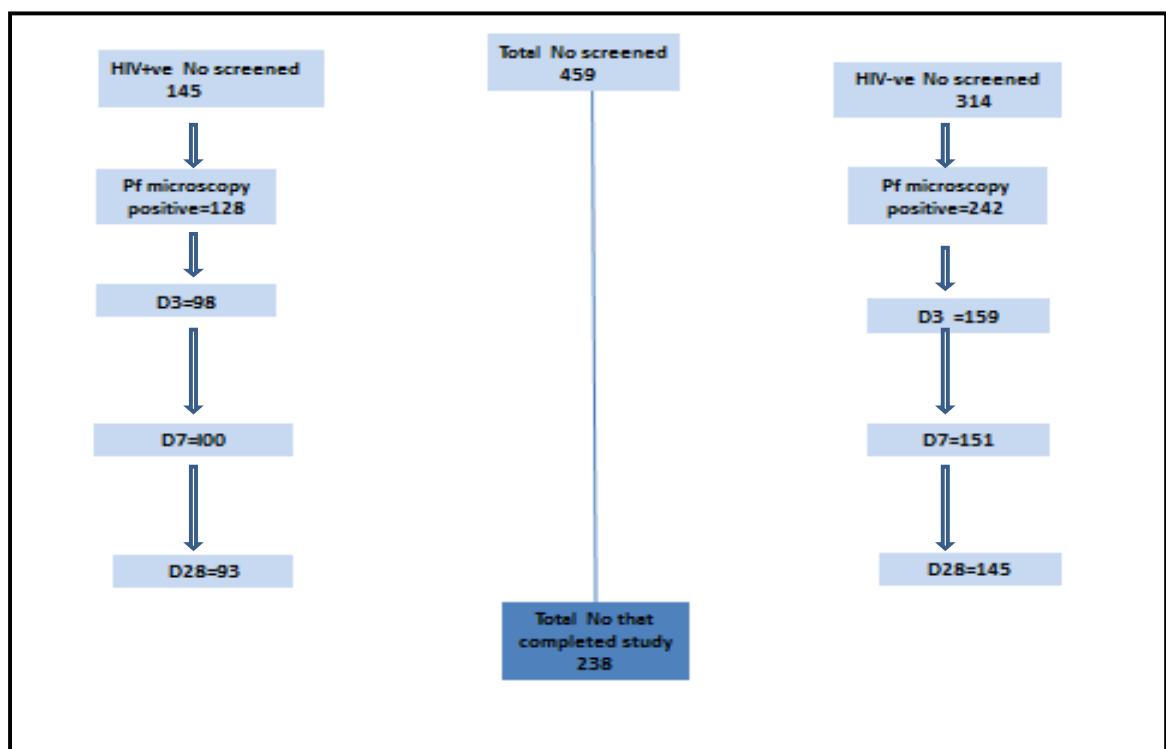 HIV+ve No screened
145
Pf microscopy
positive=128
D3=98
D7=I00
D28=93
Total No screened
459
Total No that
completed study
238
HIV-ve No screened
314
Pf microscopy
positive=242
D3 =159
D7=151
D28=145